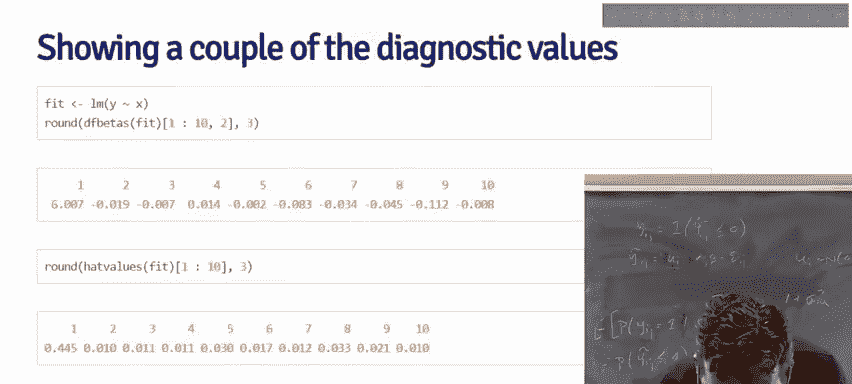 Showing a couple of the diagnostic values
fit <- lm(y ~ x)
round(dfbetas(fit)[1 : 10, 2], 3)
1 2 3 4 5 6 7 8 9 10
6.007 -0.019 -0.007 0.014 -0.002 -0.083 -0.034 -0.045 -0.112 -0.008
round(hatvalues(fit)[1 : 10], 3)
1 2 3 4 5 6 7 8 9 10
0.445 0.010 0.011 0.011 0.030 0.017 0.012 0.033 0.021 0.010